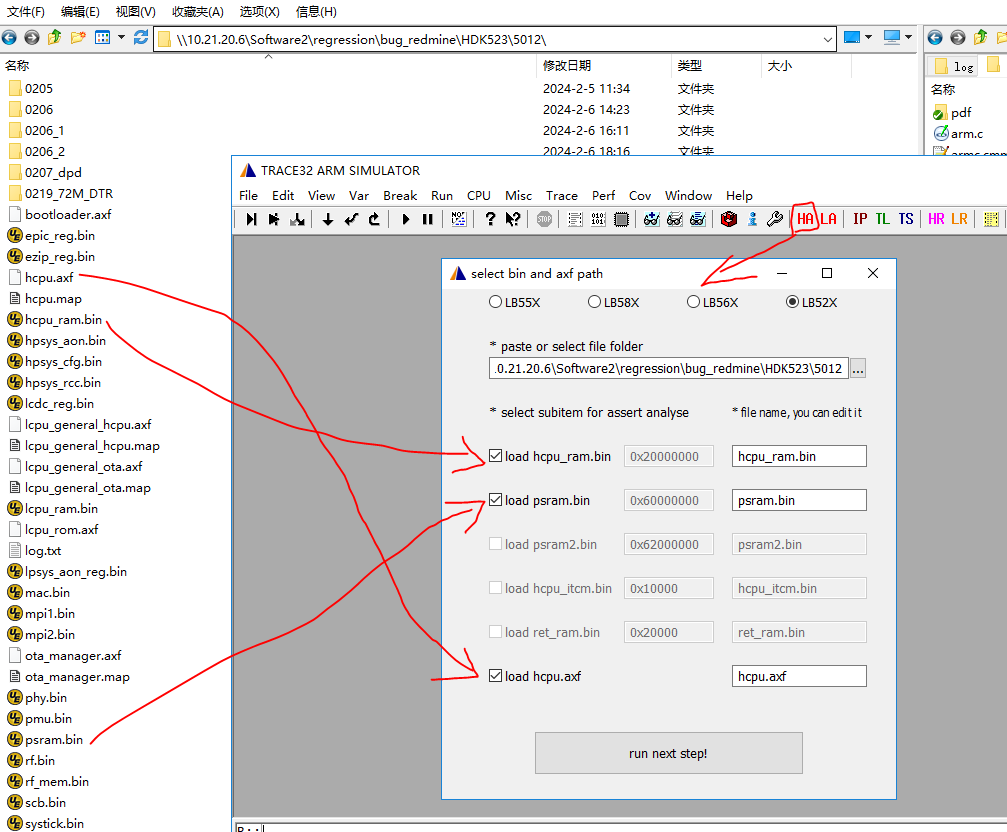 文件(F) 编辑(E) 视图(V) 收藏夹(A) 选项(X) 信息(H)
\\10.21.20.6\Software2\regression\bug_redmine\HDK523\5012\
名称 修改日期 类型 大小
0205 2024-2-5 11:34 文件夹
0206 2024-2-6 14:23 文件夹
0206_1 2024-2-6 16:11 文件夹
0206_2 2024-2-6 18:16 文件夹
0207_dpd
0219_72M_DTR
bootloader.axf
epic_reg.bin
ezip_reg.bin
hcpu.axf
hcpu.map
hcpu_ram.bin
hpsys_aon.bin
hpsys_cfg.bin
hpsys_rcc.bin
lcdc_reg.bin
lcpu_general_hcpu.axf
lcpu_general_hcpu.map
lcpu_general_ota.axf
lcpu_general_ota.map
lcpu_ram.bin
lcpu_rom.axf
log.txt
lpsys_aon_reg.bin
mac.bin
mpi1.bin
mpi2.bin
ota_manager.axf
ota_manager.map
phy.bin
pmu.bin
psram.bin
rf.bin
rf_mem.bin
scb.bin
systick.bin
log
名称
pdf
arm.c
TRACE32 ARM SIMULATOR
File Edit View Var Break Run CPU Misc Trace Perf Cov Window Help
STOP HA LA IP TL TS HR LR
select bin and axf path
LB55X LB58X LB56X LB52X
* paste or select file folder
.0.21.20.6\Software2\regression\bug_redmine\HDK523\5012 ...
* select subitem for assert analyse * file name, you can edit it
load hcpu_ram.bin 0x20000000 hcpu_ram.bin
load psram.bin 0x60000000 psram.bin
load psram2.bin 0x62000000 psram2.bin
load hcpu_itcm.bin 0x10000 hcpu_itcm.bin
load ret_ram.bin 0x20000 ret_ram.bin
load hcpu.axf hcpu.axf
run next step!